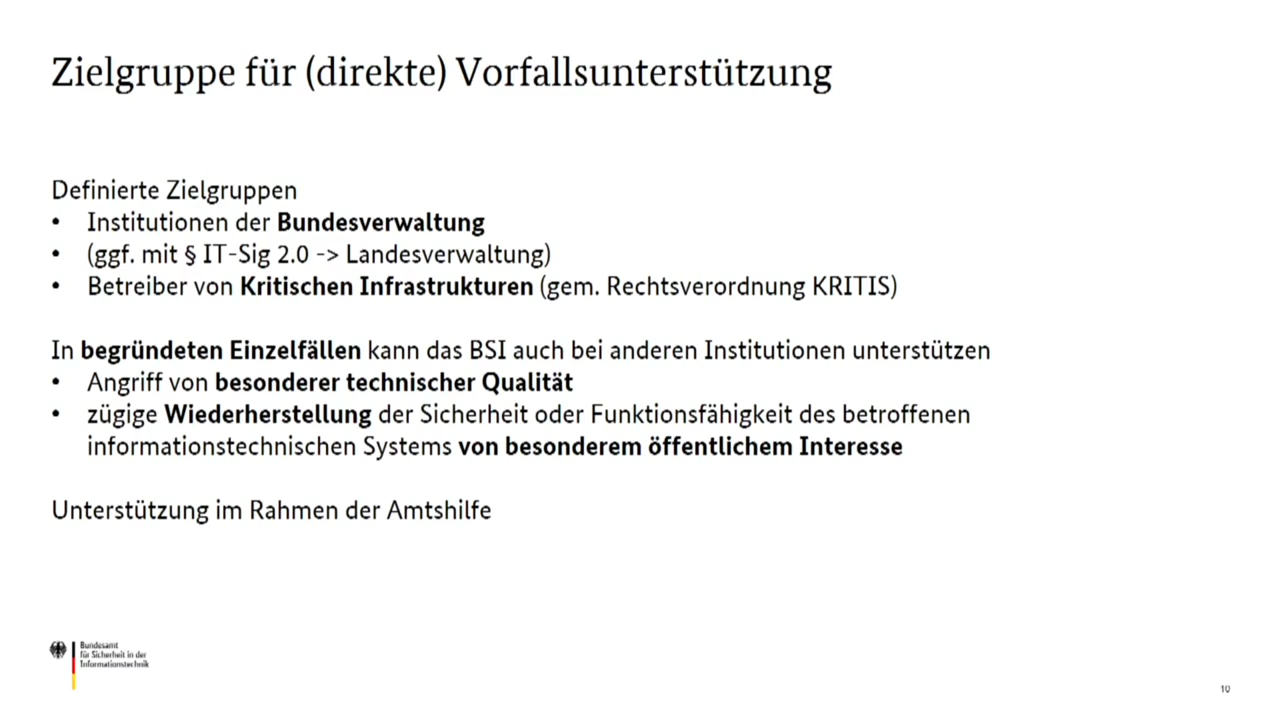 Zielgruppe für (direkte) Vorfallsunterstützung
Definierte Zielgruppen
• Institutionen der Bundesverwaltung
• (ggf. mit § IT-Sig 2.0 -> Landesverwaltung)
• Betreiber von Kritischen Infrastrukturen (gem. Rechtsverordnung KRITIS)
In begründeten Einzelfällen kann das BSI auch bei anderen Institutionen unterstützen
• Angriff von besonderer technischer Qualität
• zügige Wiederherstellung der Sicherheit oder Funktionsfähigkeit des betroffenen
informationstechnischen Systems von besonderem öffentlichem Interesse
Unterstützung im Rahmen der Amtshilfe
Bundesamt
für Sicherheit in der
Informationstechnik
10